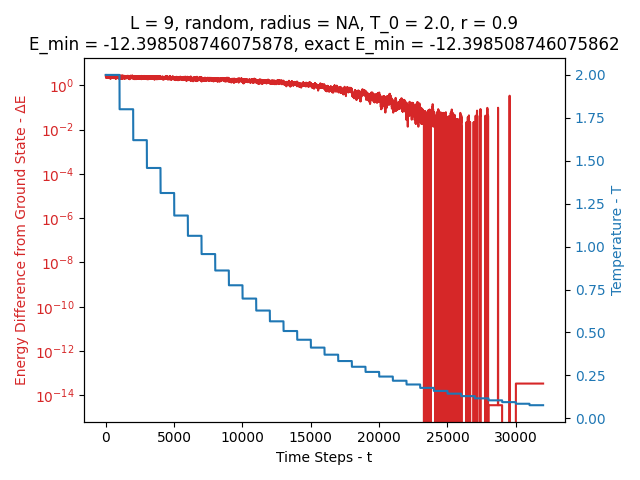 L = 9, random, radius = NA, T_0 = 2.0, r = 0.9
E_min = -12.398508746075878, exact E_min = -12.398508746075862
10⁰
10⁻²
10⁻⁴
10⁻⁶
10⁻⁸
10⁻¹⁰
10⁻¹²
10⁻¹⁴
Energy Difference from Ground State - ΔE
2.00
1.75
1.50
1.25
1.00
0.75
0.50
0.25
0.00
Temperature - T
0 5000 10000 15000 20000 25000 30000
Time Steps - t